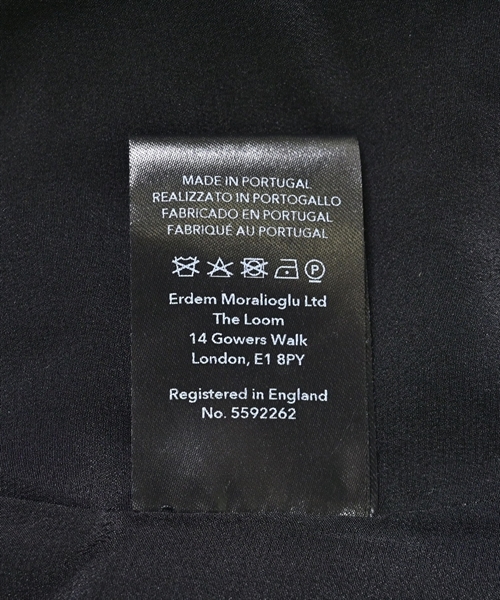 MADE IN PORTUGAL
REALIZZATO IN PORTOGALLO
FABRICADO EN PORTUGAL
FABRIQUÉ AU PORTUGAL
P
Erdem Moralioglu Ltd
The Loom
14 Gowers Walk
London, E1 8PY
Registered in England
No. 5592262